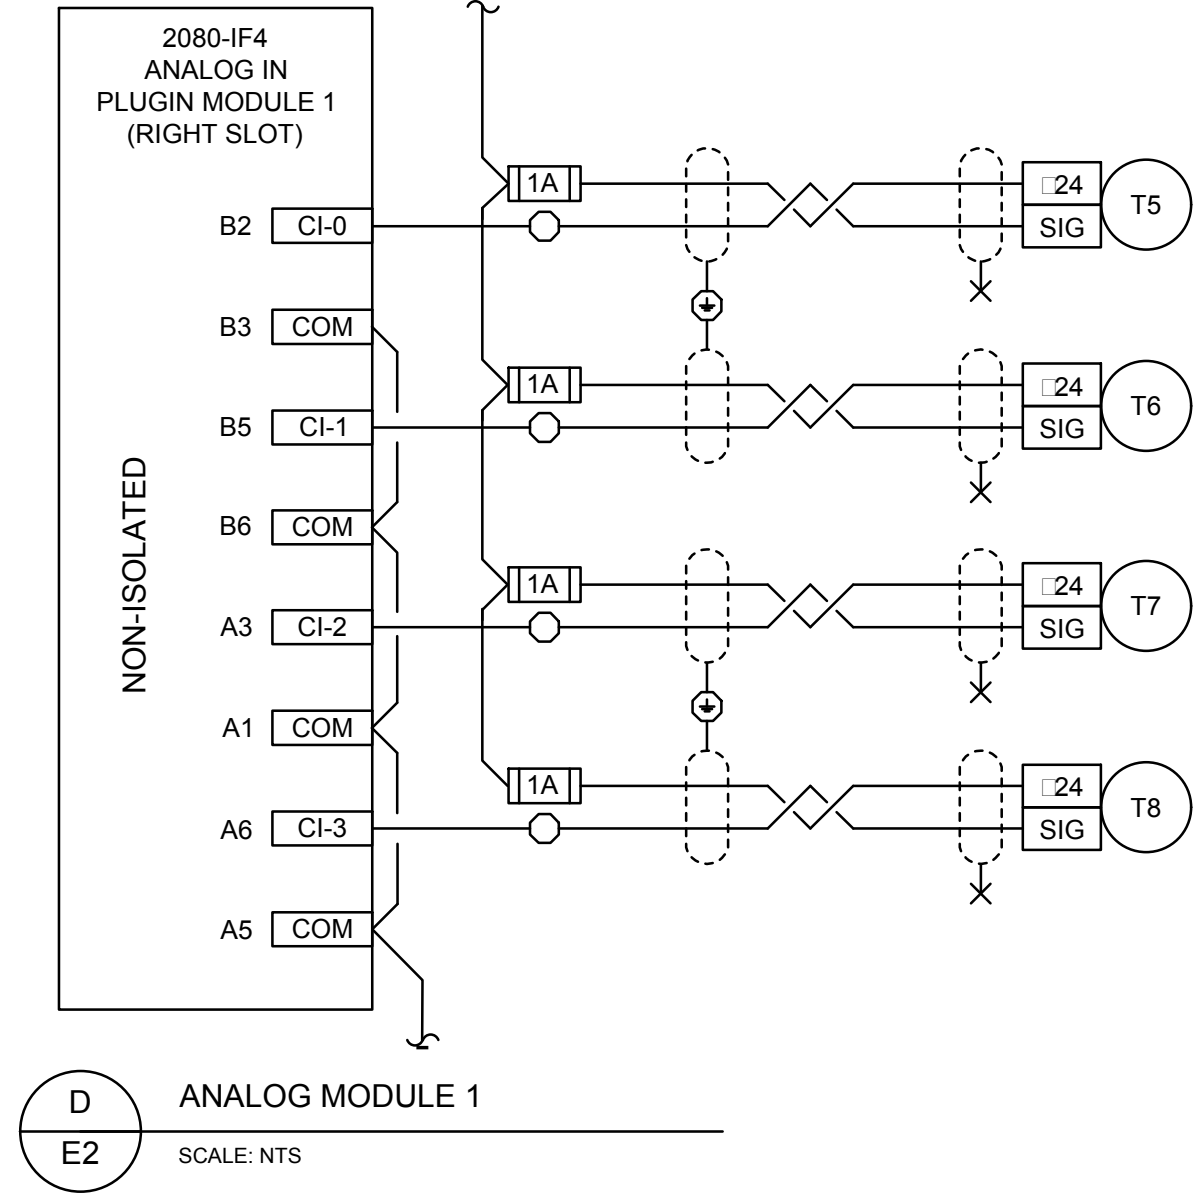 2080-IF4
ANALOG IN
PLUGIN MODULE 1
(RIGHT SLOT)
NON-ISOLATED
1A □24 T5
B2 CI-0 SIG
B3 COM
1A □24 T6
B5 CI-1 SIG
B6 COM
1A □24 T7
A3 CI-2 SIG
A1 COM
1A □24 T8
A6 CI-3 SIG
A5 COM
D ANALOG MODULE 1
E2 SCALE: NTS